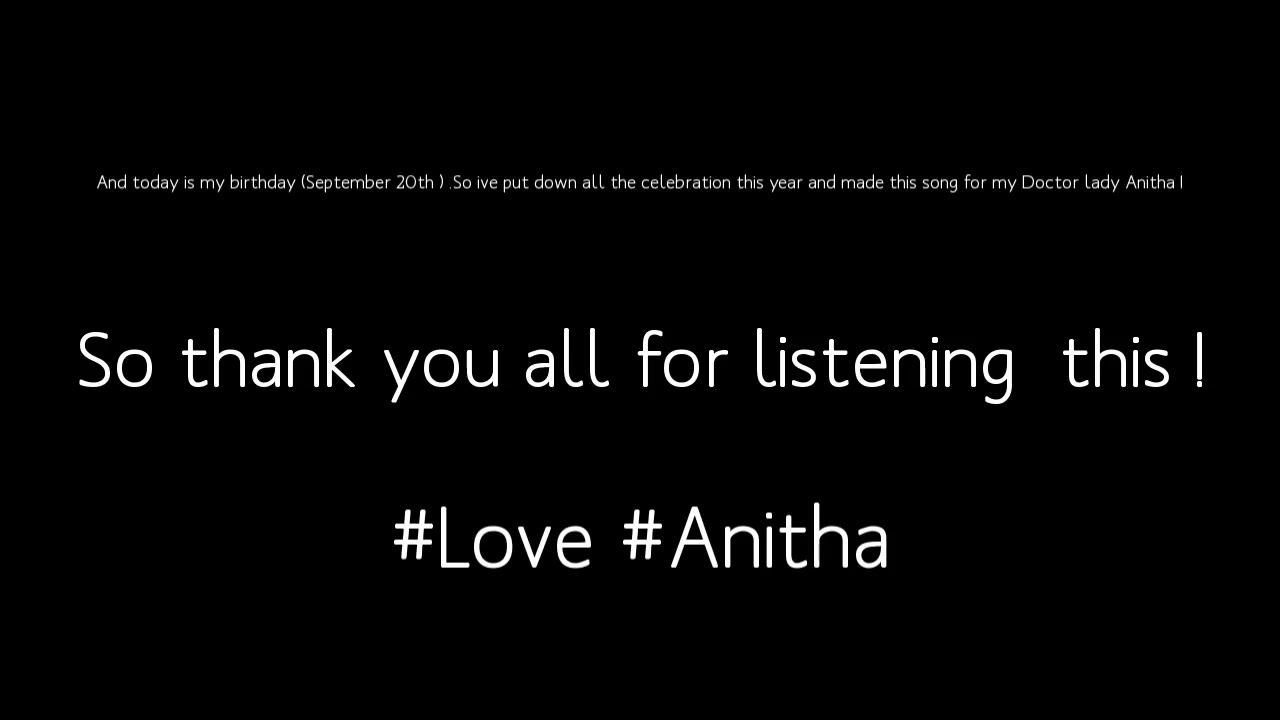 And today is my birthday (September 20th ) .So ive put down all the celebration this year and made this song for my Doctor lady Anitha !
So thank you all for listening  this !
#Love #Anitha